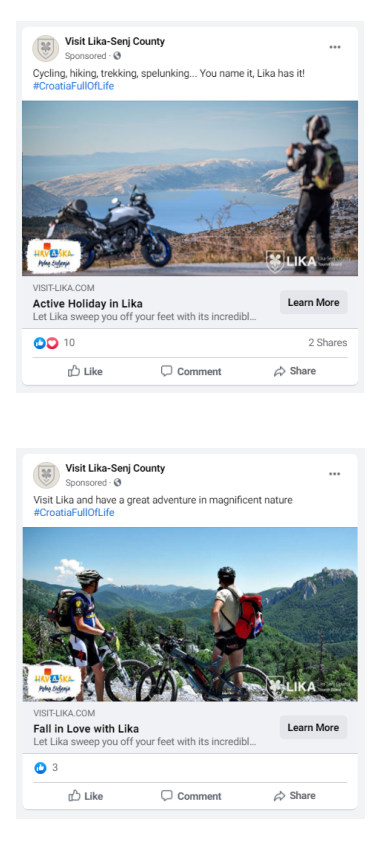 Visit Lika-Senj County
Sponsored ·
Cycling, hiking, trekking, spelunking... You name it, Lika has it!
#CroatiaFullOfLife
HRVATSKA
Puna života
LIKA
VISIT-LIKA.COM
Active Holiday in Lika
Let Lika sweep you off your feet with its incredibl...
Learn More
10
2 Shares
Like
Comment
Share
Visit Lika-Senj County
Sponsored ·
Visit Lika and have a great adventure in magnificent nature
#CroatiaFullOfLife
HRVATSKA
Puna života
LIKA
VISIT-LIKA.COM
Fall in Love with Lika
Let Lika sweep you off your feet with its incredibl...
Learn More
3
Like
Comment
Share